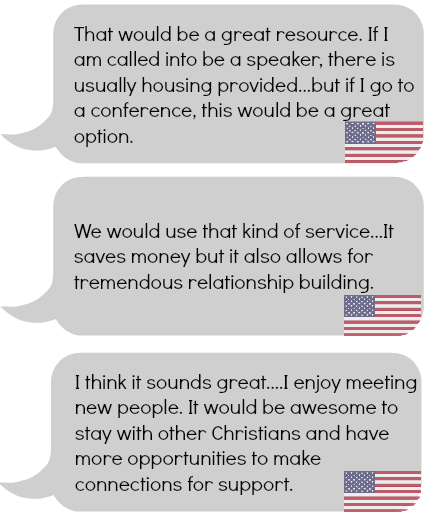 That would be a great resource. If I
am called into be a speaker, there is
usually housing provided...but if I go to
a conference, this would be a great
option.
We would use that kind of service...It
saves money but it also allows for
tremendous relationship building.
I think it sounds great....I enjoy meeting
new people. It would be awesome to
stay with other Christians and have
more opportunities to make
connections for support.